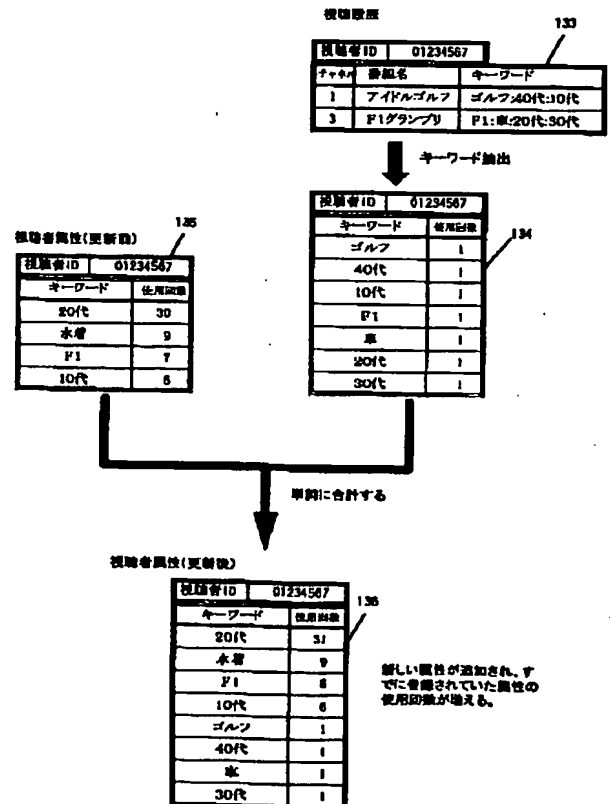 視聴履歴
133
視聴者ID 01234567
チャネル 番組名 キーワード
1 アイドルゴルフ ゴルフ:40代:10代
3 F1グランプリ F1:車:20代:30代
キーワード抽出
視聴者ID 01234567
キーワード 使用回数
134
ゴルフ 1
40代 1
10代 1
F1 1
車 1
20代 1
30代 1
視聴者属性(更新前)
視聴者ID 01234567
キーワード 使用回数
20代 30
水着 9
F1 7
10代
単純に合計する
視聴者属性(更新後)
視聴者ID 01234567
キーワード 使用回数
20代 31
水着 9
F1 8
10代 6
ゴルフ 1
40代 1
車 1
30代 1
新しい属性が追加され、す
でに登録されていた属性の
使用回数が増える。